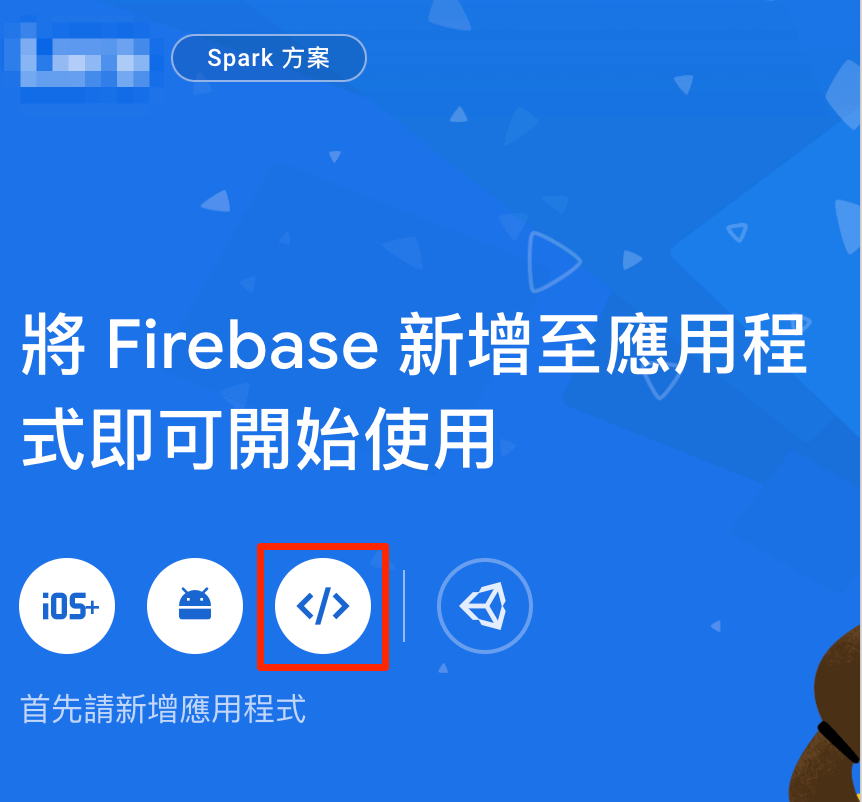 Spark 方案
將 Firebase 新增至應用程
式即可開始使用
iOS+
</>
首先請新增應用程式